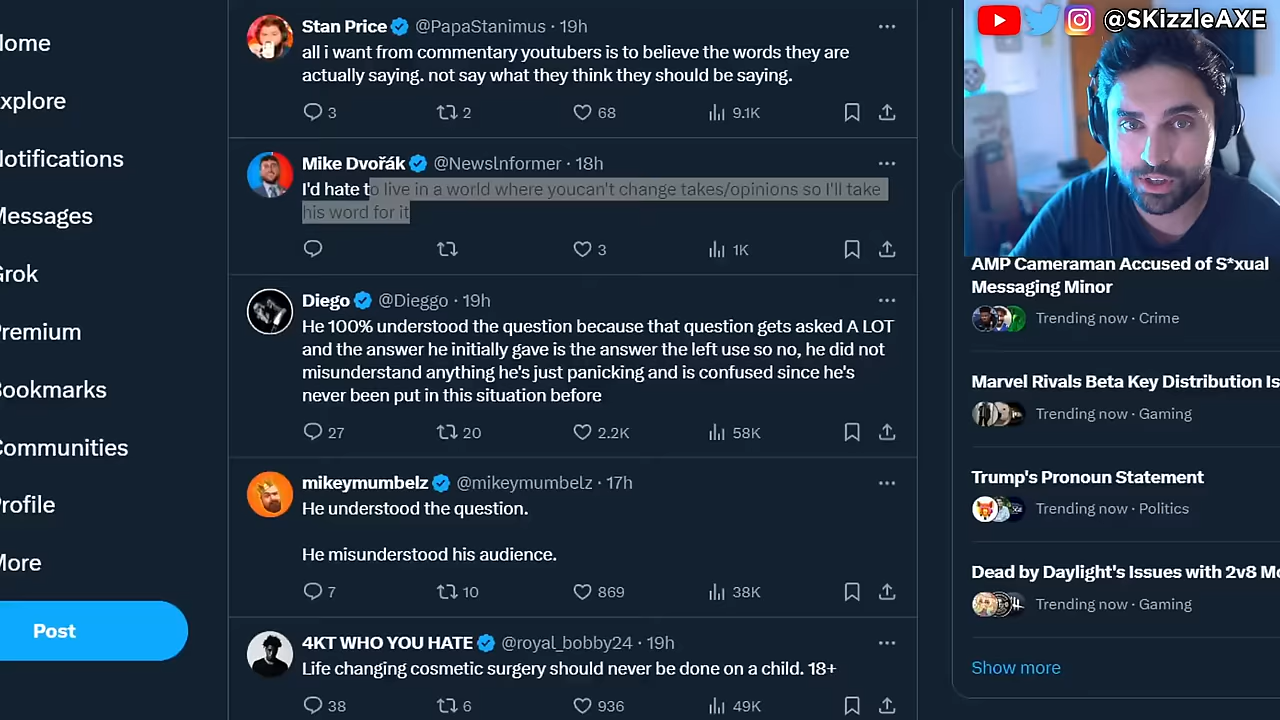 @SKizzleAXE
Home
Explore
Notifications
Messages
Grok
Premium
Bookmarks
Communities
Profile
More
Post
Stan Price @PapaStanimus · 19h
all i want from commentary youtubers is to believe the words they are
actually saying. not say what they think they should be saying.
3 2 68 9.1K
Mike Dvořák @NewsInformer · 18h
I'd hate to live in a world where youcan't change takes/opinions so I'll take
his word for it
3 1K
Diego @Dieggo · 19h
He 100% understood the question because that question gets asked A LOT
and the answer he initially gave is the answer the left use so no, he did not
misunderstand anything he's just panicking and is confused since he's
never been put in this situation before
27 20 2.2K 58K
mikeymumbelz @mikeymumbelz · 17h
He understood the question.
He misunderstood his audience.
7 10 869 38K
4KT WHO YOU HATE @royal_bobby24 · 19h
Life changing cosmetic surgery should never be done on a child. 18+
38 6 936 49K
AMP Cameraman Accused of S*xual
Messaging Minor
Trending now · Crime
Marvel Rivals Beta Key Distribution Is
Trending now · Gaming
Trump's Pronoun Statement
Trending now · Politics
Dead by Daylight's Issues with 2v8 Mo
Trending now · Gaming
Show more